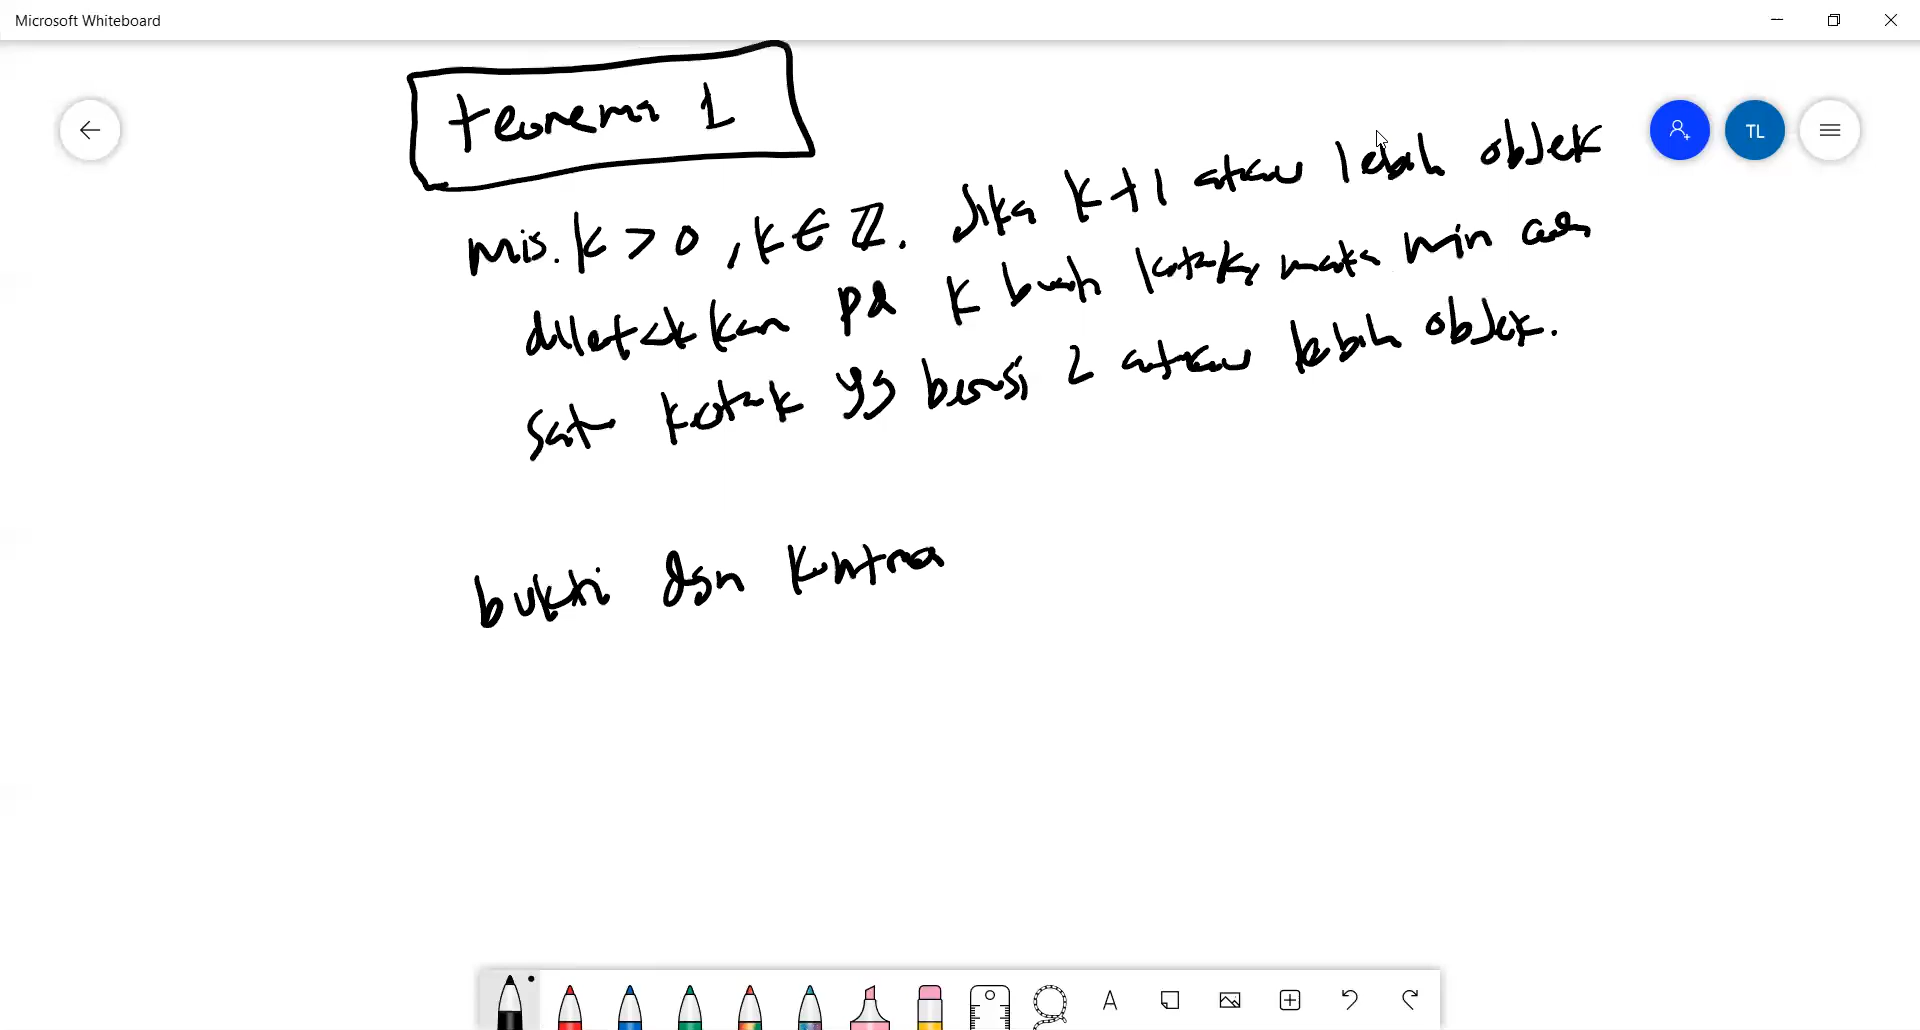 Microsoft Whiteboard
teorema 1
TL
mis. k > 0, k ∈ ℤ. Jika k+1 atau lebih objek
diletakkan pd k buah kotak, maka min ada
satu kotak yg berisi 2 atau lebih objek.
bukti dgn kontra
A